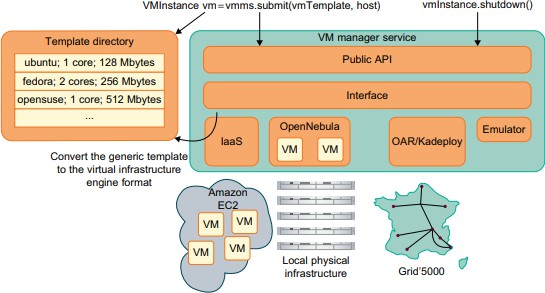 VMInstance vm=vmms.submit(vmTemplate, host)
vmInstance.shutdown()
Template directory
ubuntu; 1 core; 128 Mbytes
fedora; 2 cores; 256 Mbytes
opensuse; 1 core; 512 Mbytes
...
VM manager service
Public API
Interface
IaaS
OpenNebula
VM
VM
OAR/Kadeploy
Emulator
Convert the generic template
to the virtual infrastructure
engine format
Amazon
EC2
VM
VM
VM
VM
Local physical
infrastructure
Grid'5000